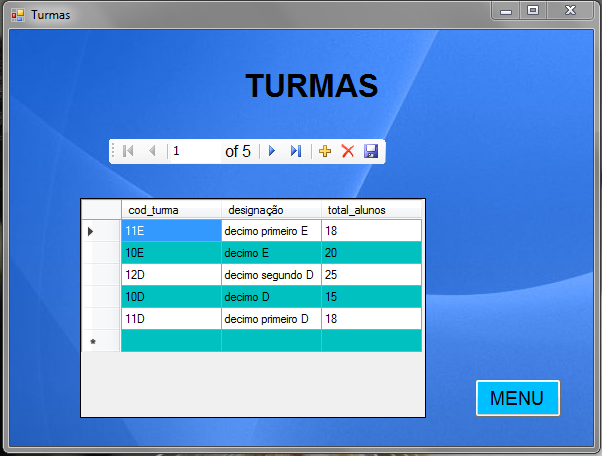 Turmas
TURMAS
1 of 5
cod_turma designação total_alunos
11E decimo primeiro E 18
10E decimo E 20
12D decimo segundo D 25
10D decimo D 15
11D decimo primeiro D 18
*
MENU